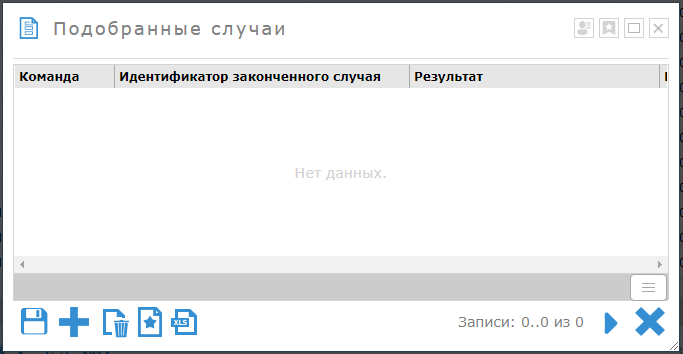 Подобранные случаи
Команда Идентификатор законченного случая Результат
Нет данных.
XLS Записи: 0..0 из 0